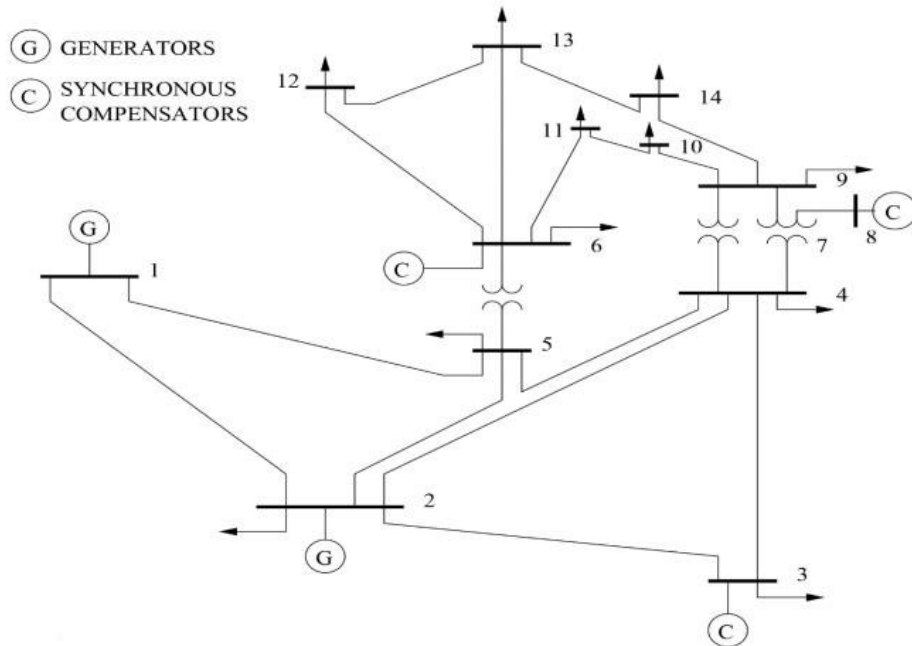 G GENERATORS
C SYNCHRONOUS
COMPENSATORS
13
12
14
11
10
9
C
8
7
6
G
C
1
4
5
2
G
3
C